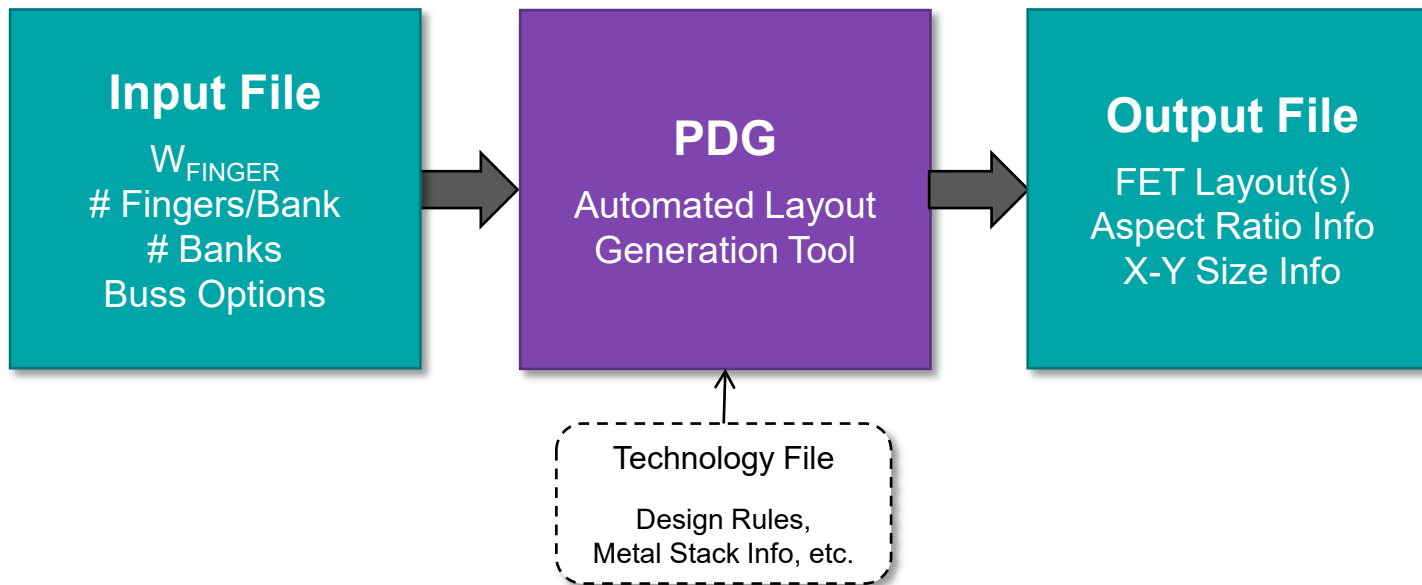 Input File
W_FINGER
# Fingers/Bank
# Banks
Buss Options
PDG
Automated Layout
Generation Tool
Output File
FET Layout(s)
Aspect Ratio Info
X-Y Size Info
Technology File
Design Rules,
Metal Stack Info, etc.